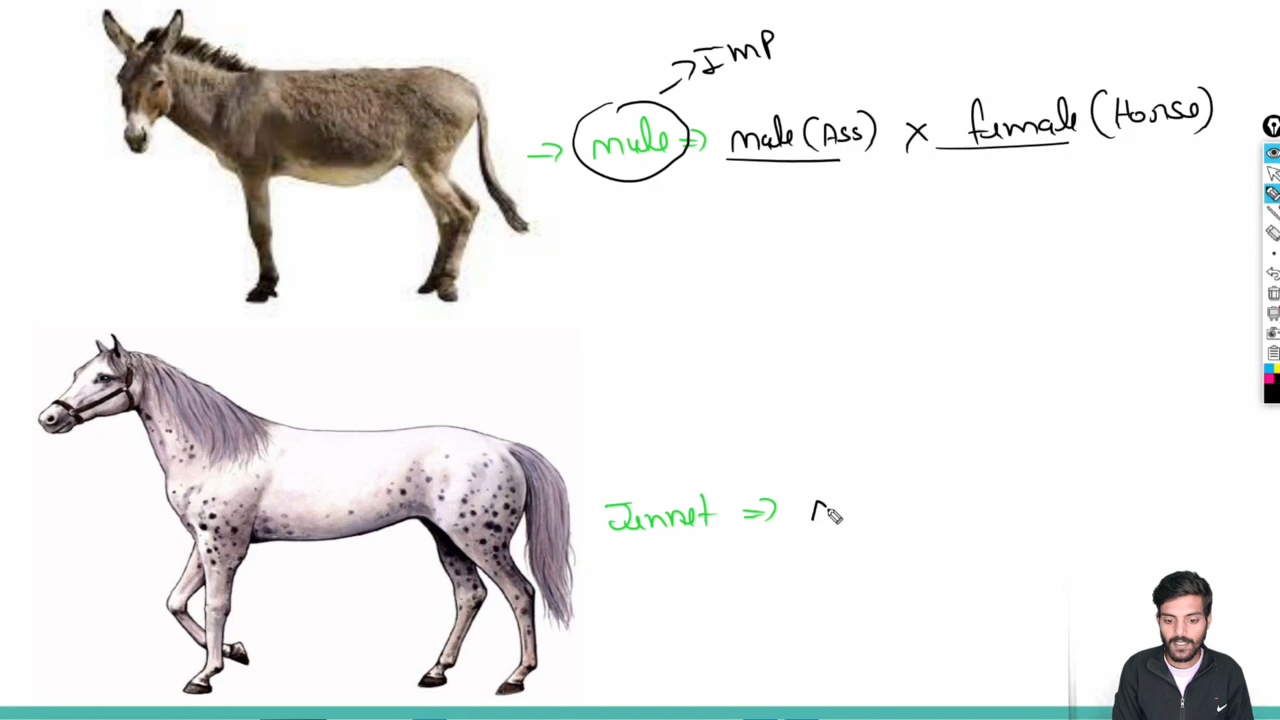 → IMP
→ mule ⇒ male (Ass) × female (Horse)
Jennet ⇒